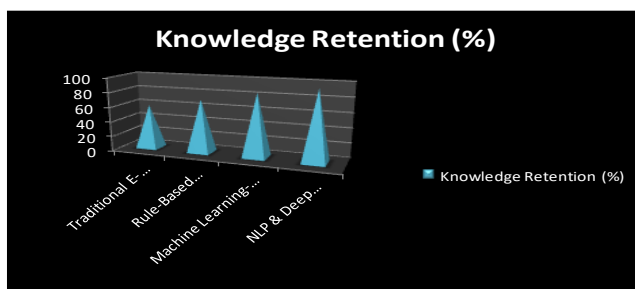 Knowledge Retention (%)
100
80
60
40
20
0
Traditional E-...
Rule-Based...
Machine Learning-...
NLP & Deep...
Knowledge Retention (%)